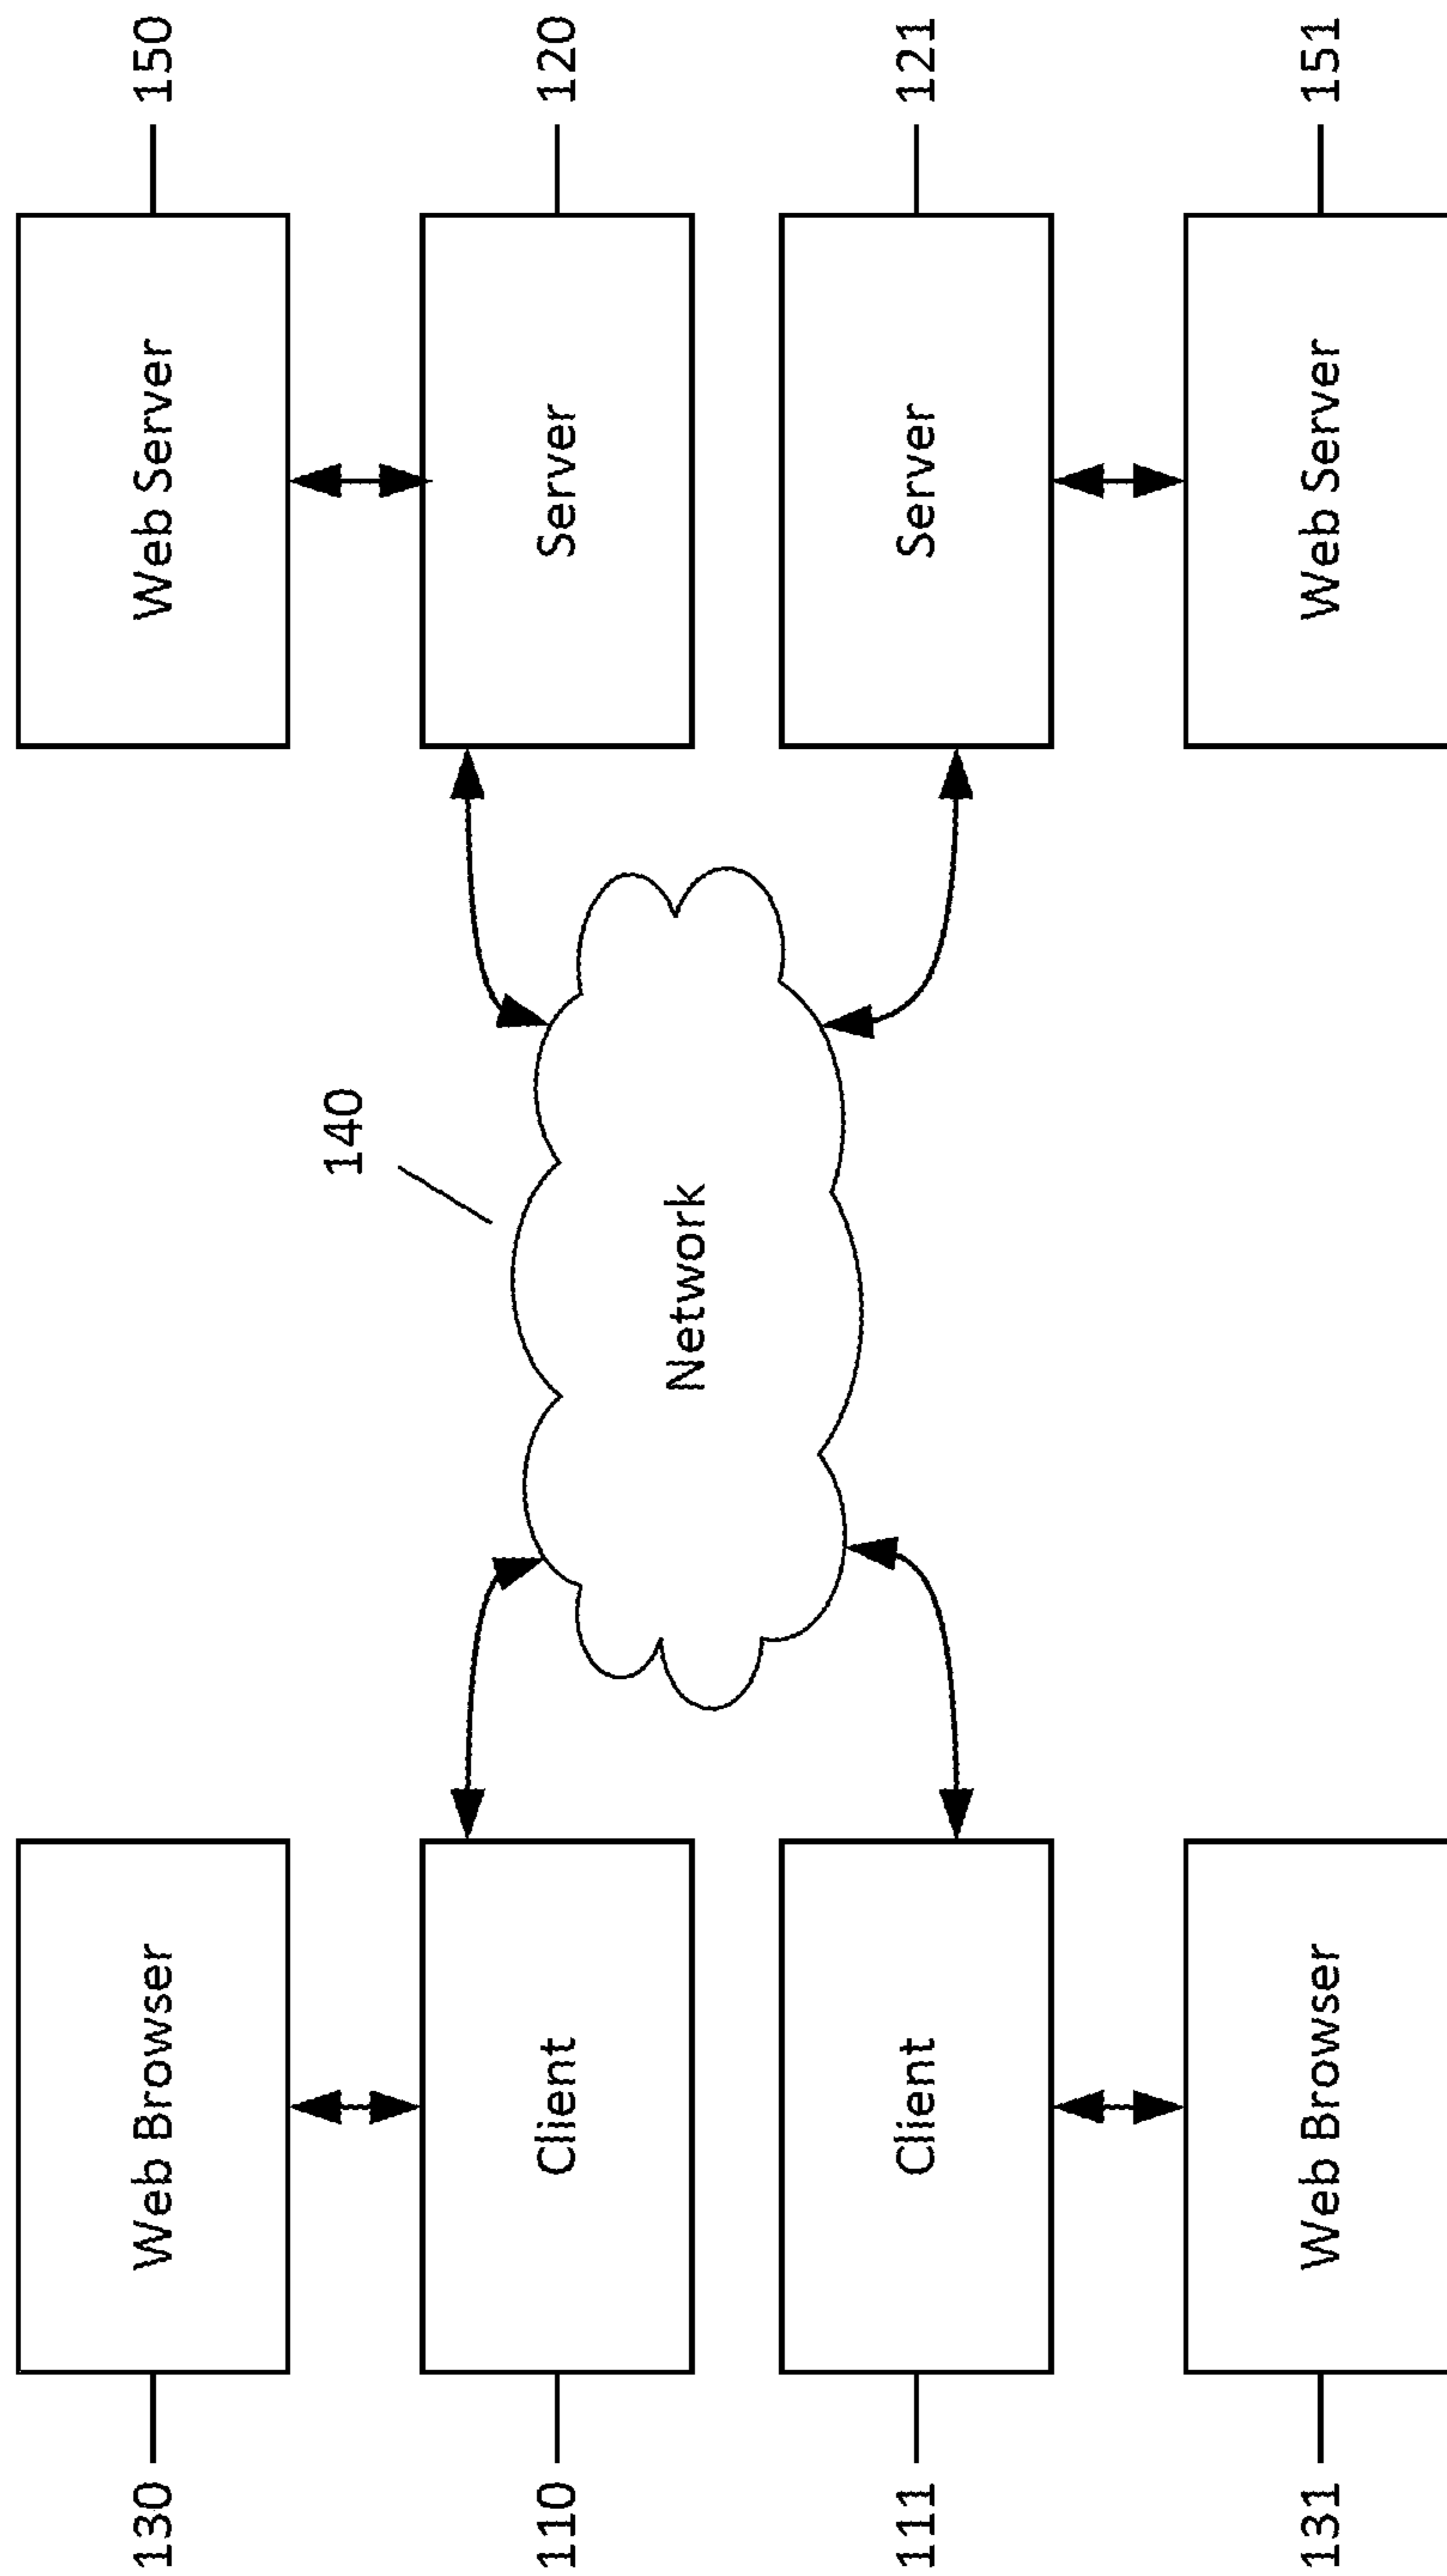 130
Web Browser
Web Server
150
140
110
Client
Server
120
Network
111
Client
Server
121
131
Web Browser
Web Server
151